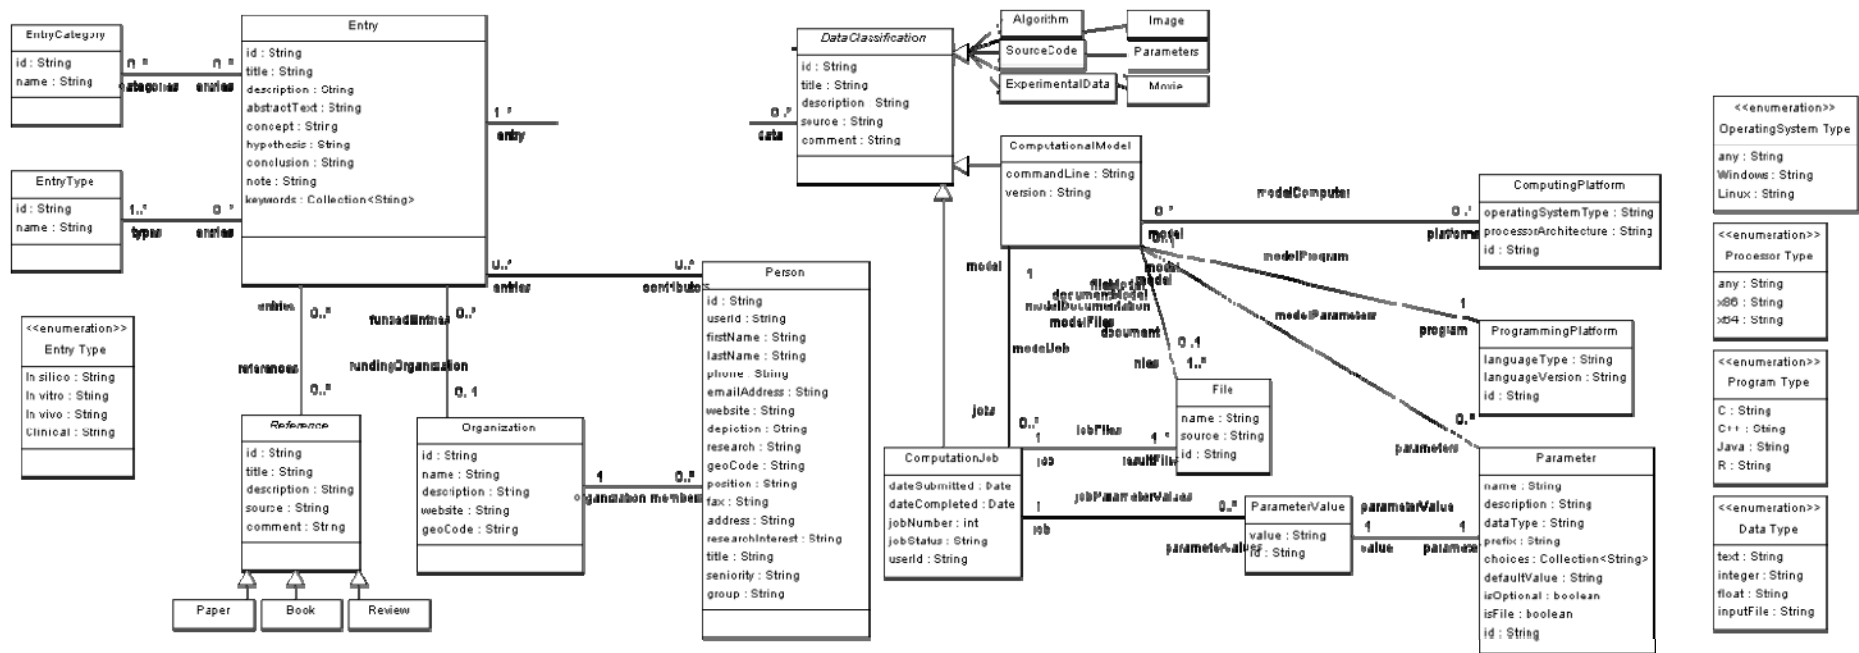 EntryCategory
id : String
name : String
0..*
categories
0..*
entries
Entry
id : String
title : String
description : String
abstractText : String
concept : String
hypothesis : String
conclusion : String
note : String
keywords : Collection<String>
1..*
entry
EntryType
id : String
name : String
1..*
types
0..*
entries
<<enumeration>>
Entry Type
In silico : String
In vitro : String
In vivo : String
Clinical : String
entries
0..*
references
0..*
Reference
id : String
title : String
description : String
source : String
comment : String
Paper
Book
Review
fundedEntries
0..*
fundingOrganization
0..1
Organization
id : String
name : String
description : String
website : String
geoCode : String
1
organization
0..*
members
0..*
entries
0..*
contributors
Person
id : String
userId : String
firstName : String
lastName : String
phone : String
emailAddress : String
website : String
depiction : String
research : String
geoCode : String
position : String
fax : String
address : String
researchInterest : String
title : String
seniority : String
group : String
0..*
data
DataClassification
id : String
title : String
description : String
source : String
comment : String
Algorithm
Image
SourceCode
Parameters
ExperimentalData
Movie
ComputationalModel
commandLine : String
version : String
modelComputer
0..*
model
0..*
platforms
ComputingPlatform
operatingSystemType : String
processorArchitecture : String
id : String
0..1
model
model
modelProgram
1
program
ProgrammingPlatform
languageType : String
languageVersion : String
id : String
modelParameters
0..*
parameters
model
1
documentModel
modelDocumentation
modelFiles
document
modelJob
0..1
1..*
files
File
name : String
source : String
id : String
jobs
0..*
1
jobFiles
1..*
job
resultFiles
ComputationJob
dateSubmitted : Date
dateCompleted : Date
jobNumber : int
jobStatus : String
userId : String
1
jobParameterValues
0..*
job
parameterValues
ParameterValue
value : String
id : String
parameterValue
1
value
1
parameter
Parameter
name : String
description : String
dataType : String
prefix : String
choices : Collection<String>
defaultValue : String
isOptional : boolean
isFile : boolean
id : String
<<enumeration>>
OperatingSystem Type
any : String
Windows : String
Linux : String
<<enumeration>>
Processor Type
any : String
x86 : String
x64 : String
<<enumeration>>
Program Type
C : String
C++ : String
Java : String
R : String
<<enumeration>>
Data Type
text : String
integer : String
float : String
inputFile : String